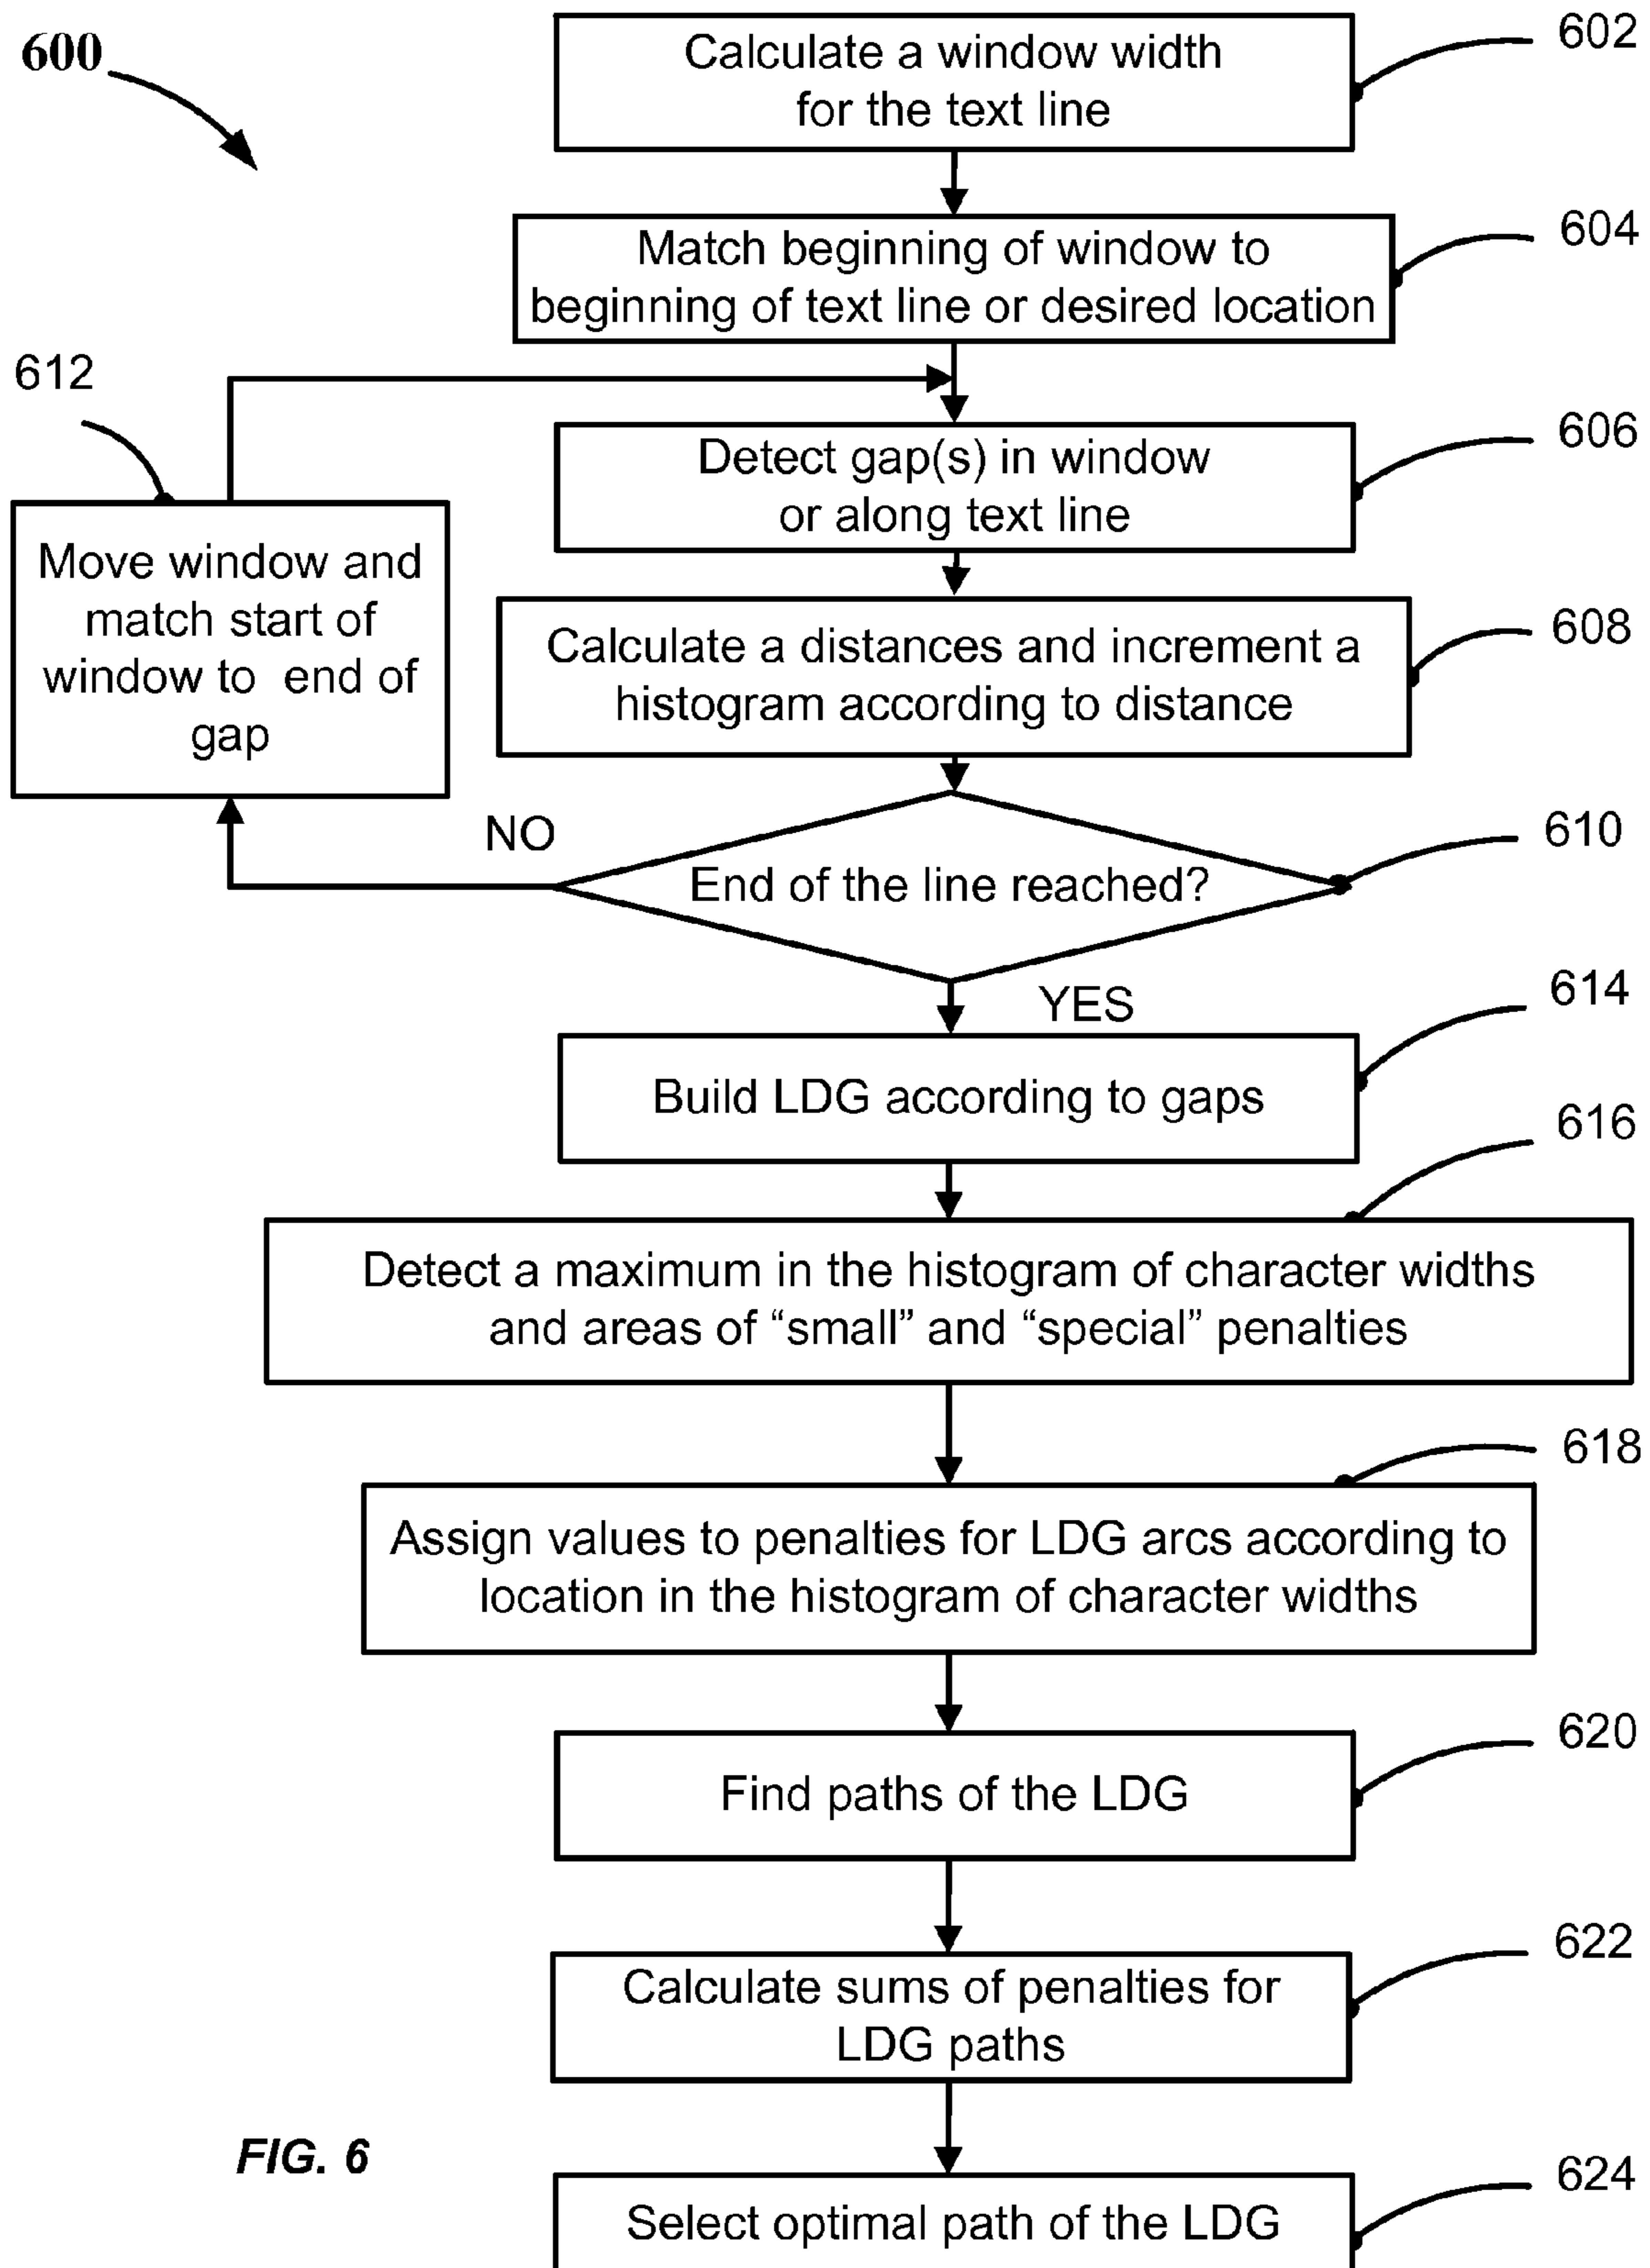 600
602
Calculate a window width
for the text line
604
Match beginning of window to
beginning of text line or desired location
612
606
Detect gap(s) in window
or along text line
Move window and
match start of
window to  end of
gap
608
Calculate a distances and increment a
histogram according to distance
NO
610
End of the line reached?
YES
614
Build LDG according to gaps
616
Detect a maximum in the histogram of character widths
and areas of “small” and “special” penalties
618
Assign values to penalties for LDG arcs according to
location in the histogram of character widths
620
Find paths of the LDG
622
Calculate sums of penalties for
LDG paths
FIG. 6
624
Select optimal path of the LDG